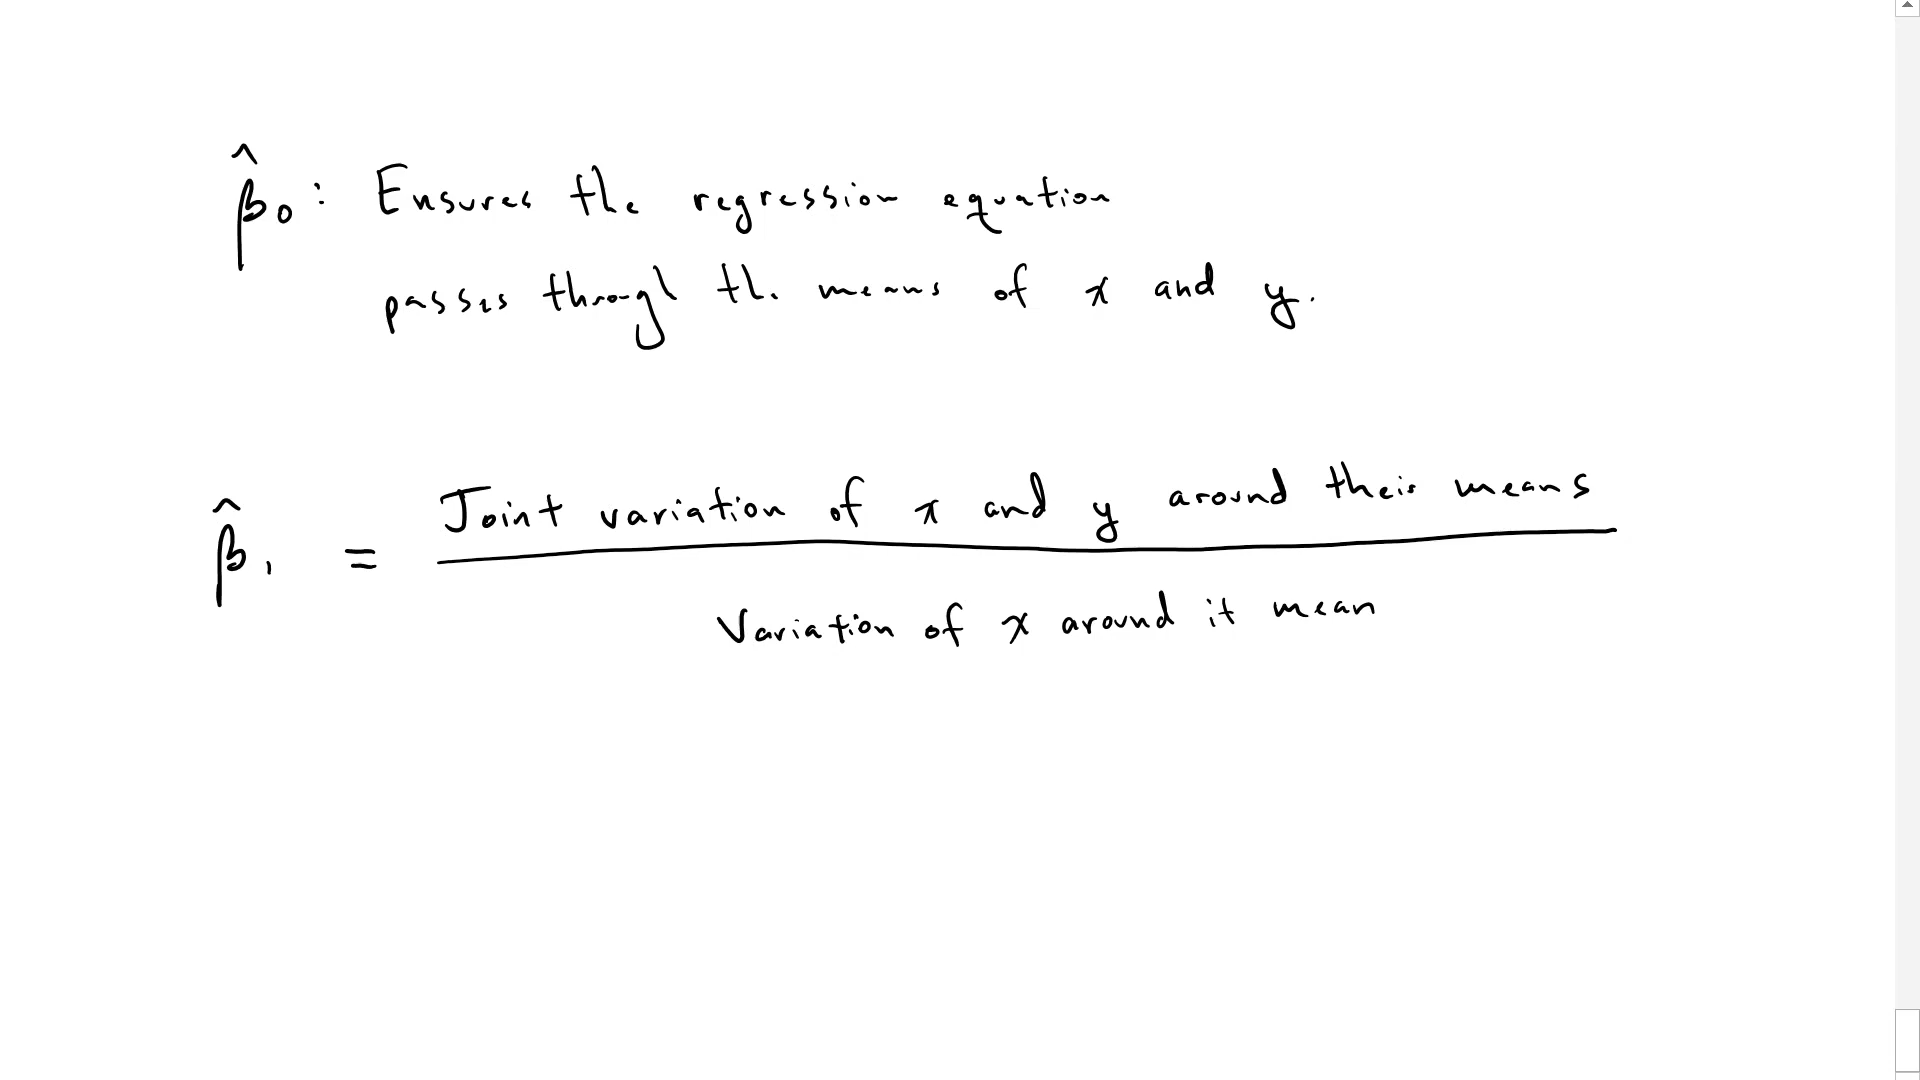 β̂₀: Ensures the regression equation
passes through the means of x and y.
Joint variation of x and y around their means
β̂₁ =
Variation of x around it mean